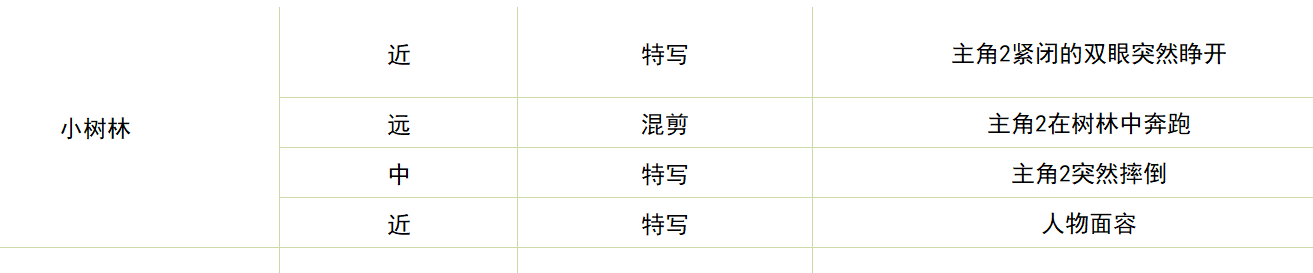 近 特写 主角2紧闭的双眼突然睁开
小树林
远 混剪 主角2在树林中奔跑
中 特写 主角2突然摔倒
近 特写 人物面容